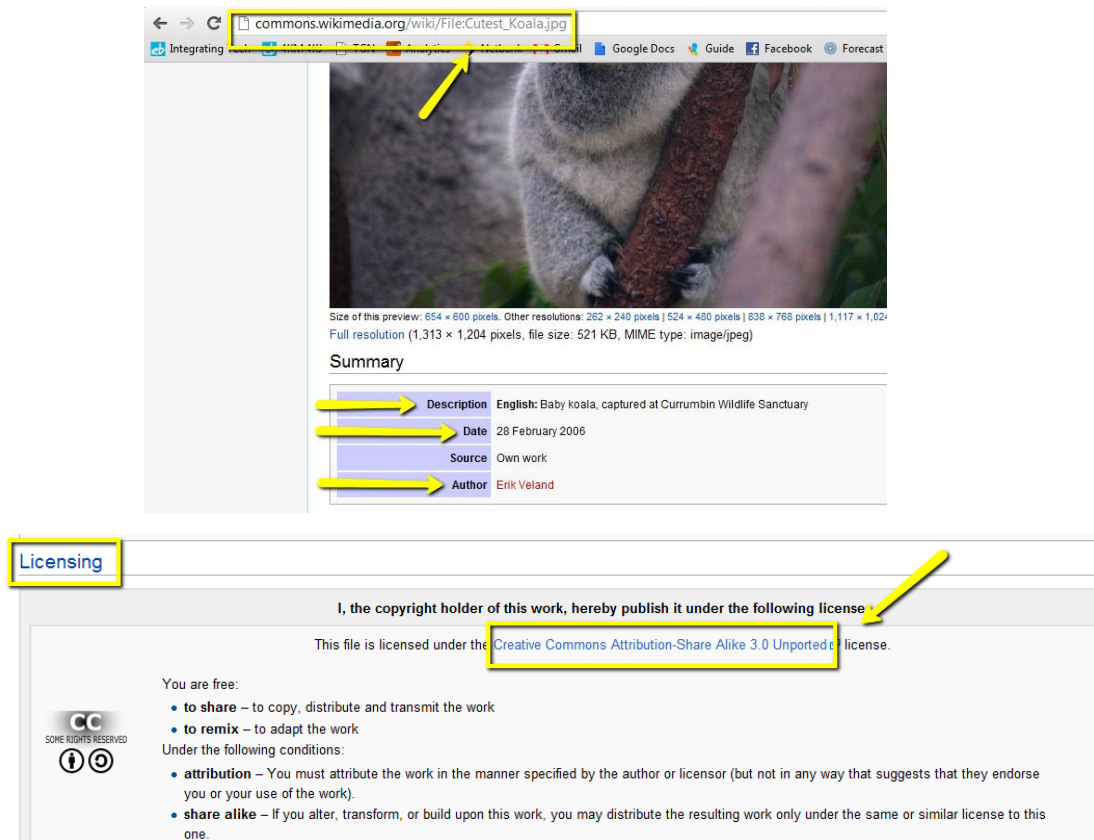 commons.wikimedia.org/wiki/File:Cutest_Koala.jpg
Integrating Google Docs Guide Facebook Forecast
Size of this preview: 654 × 600 pixels. Other resolutions: 262 × 240 pixels | 524 × 480 pixels | 838 × 768 pixels | 1,117 × 1,024
Full resolution (1,313 × 1,204 pixels, file size: 521 KB, MIME type: image/jpeg)
Summary
Description English: Baby koala, captured at Currumbin Wildlife Sanctuary
Date 28 February 2006
Source Own work
Author Erik Veland
Licensing
I, the copyright holder of this work, hereby publish it under the following license
This file is licensed under the Creative Commons Attribution-Share Alike 3.0 Unported license.
You are free:
• to share – to copy, distribute and transmit the work
• to remix – to adapt the work
Under the following conditions:
• attribution – You must attribute the work in the manner specified by the author or licensor (but not in any way that suggests that they endorse
you or your use of the work).
• share alike – If you alter, transform, or build upon this work, you may distribute the resulting work only under the same or similar license to this
one.
CC
SOME RIGHTS RESERVED